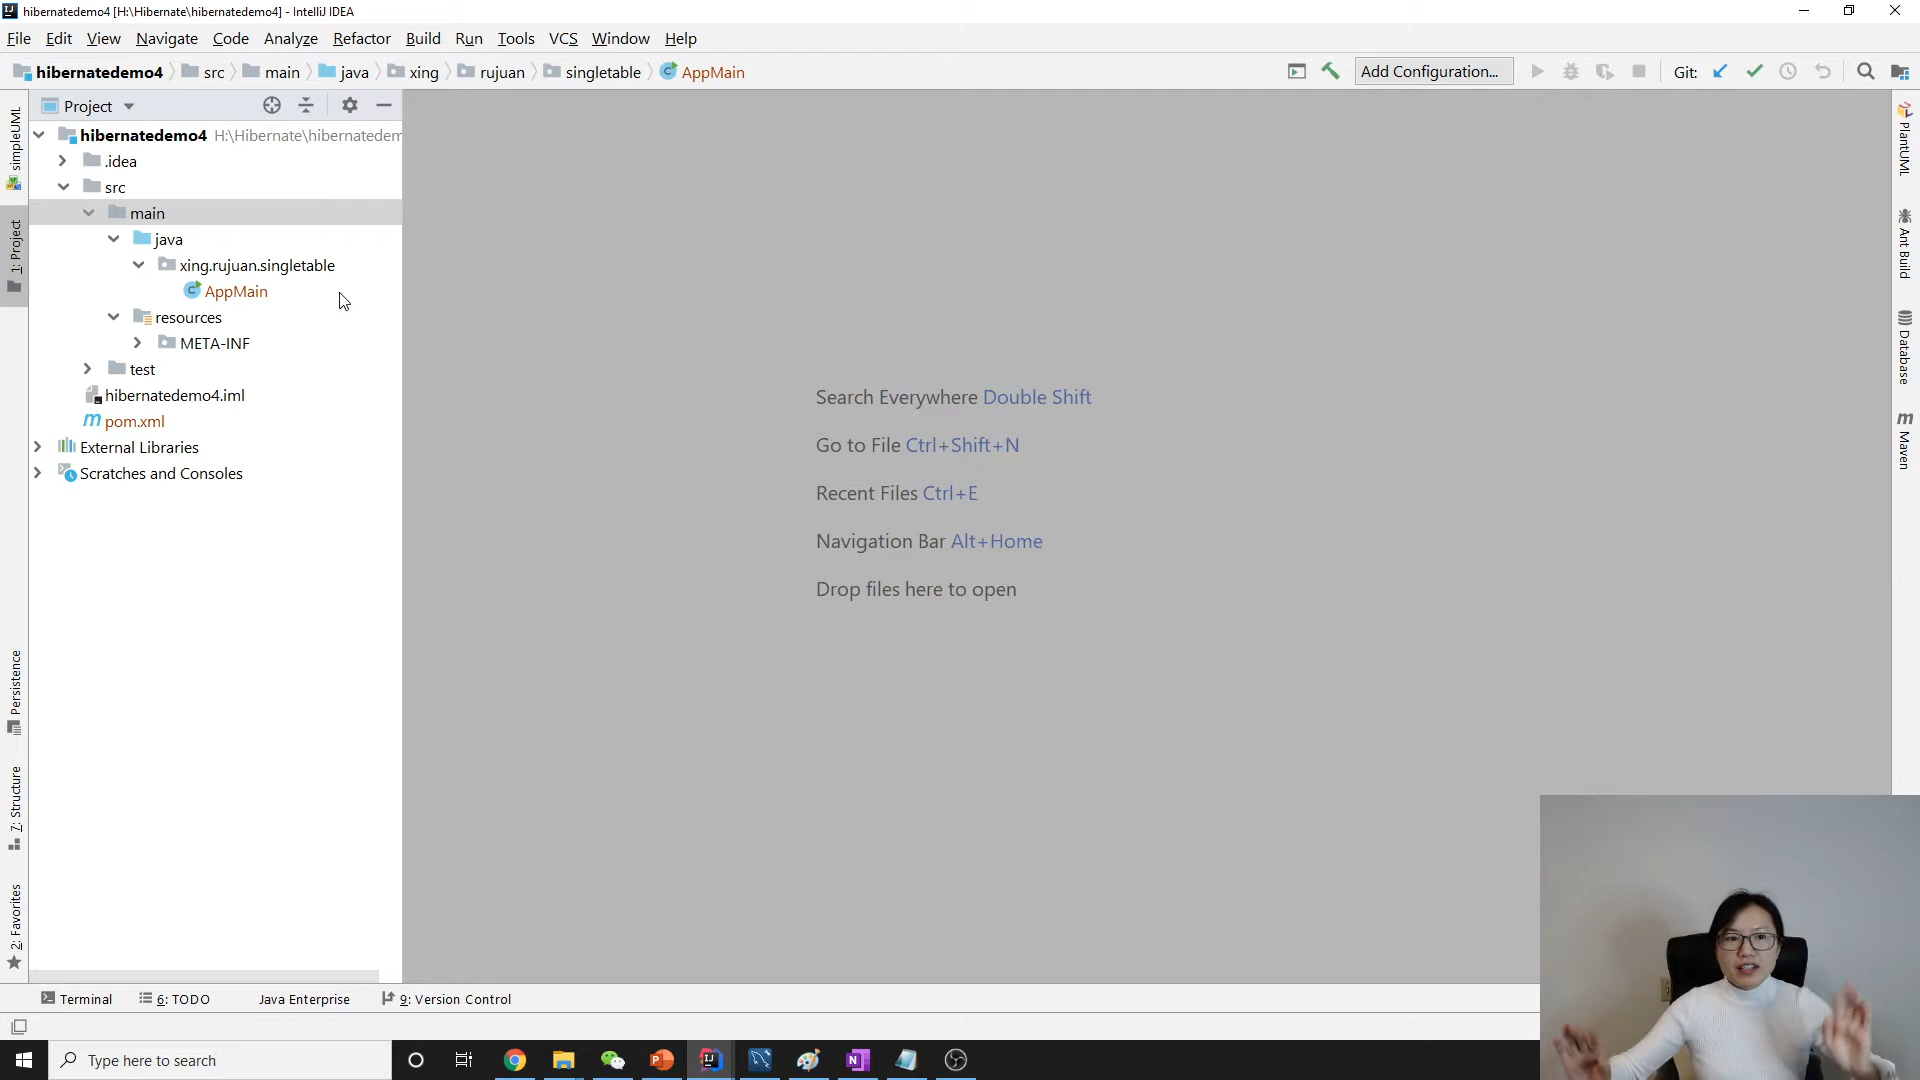 hibernatedemo4 [H:\Hibernate\hibernatedemo4] - IntelliJ IDEA
File Edit View Navigate Code Analyze Refactor Build Run Tools VCS Window Help
hibernatedemo4 src main java xing rujuan singletable AppMain Add Configuration... Git:
Project
hibernatedemo4 H:\Hibernate\hibernatedem
.idea
src
main
java
xing.rujuan.singletable
AppMain
resources
META-INF
test
hibernatedemo4.iml
pom.xml
External Libraries
Scratches and Consoles
simpleUML
1: Project
Persistence
7: Structure
2: Favorites
Search Everywhere Double Shift
Go to File Ctrl+Shift+N
Recent Files Ctrl+E
Navigation Bar Alt+Home
Drop files here to open
PlantUML
Ant Build
Database
Maven
Terminal 6: TODO Java Enterprise 9: Version Control
Type here to search